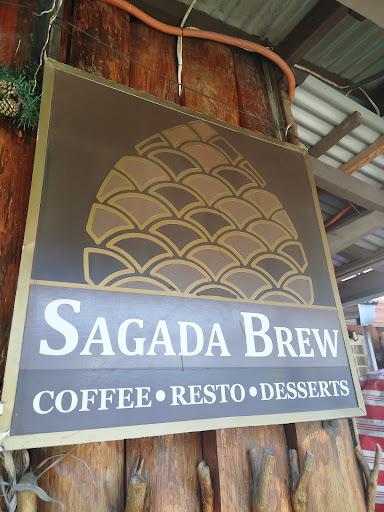 SAGADA BREW
COFFEE • RESTO • DESSERTS